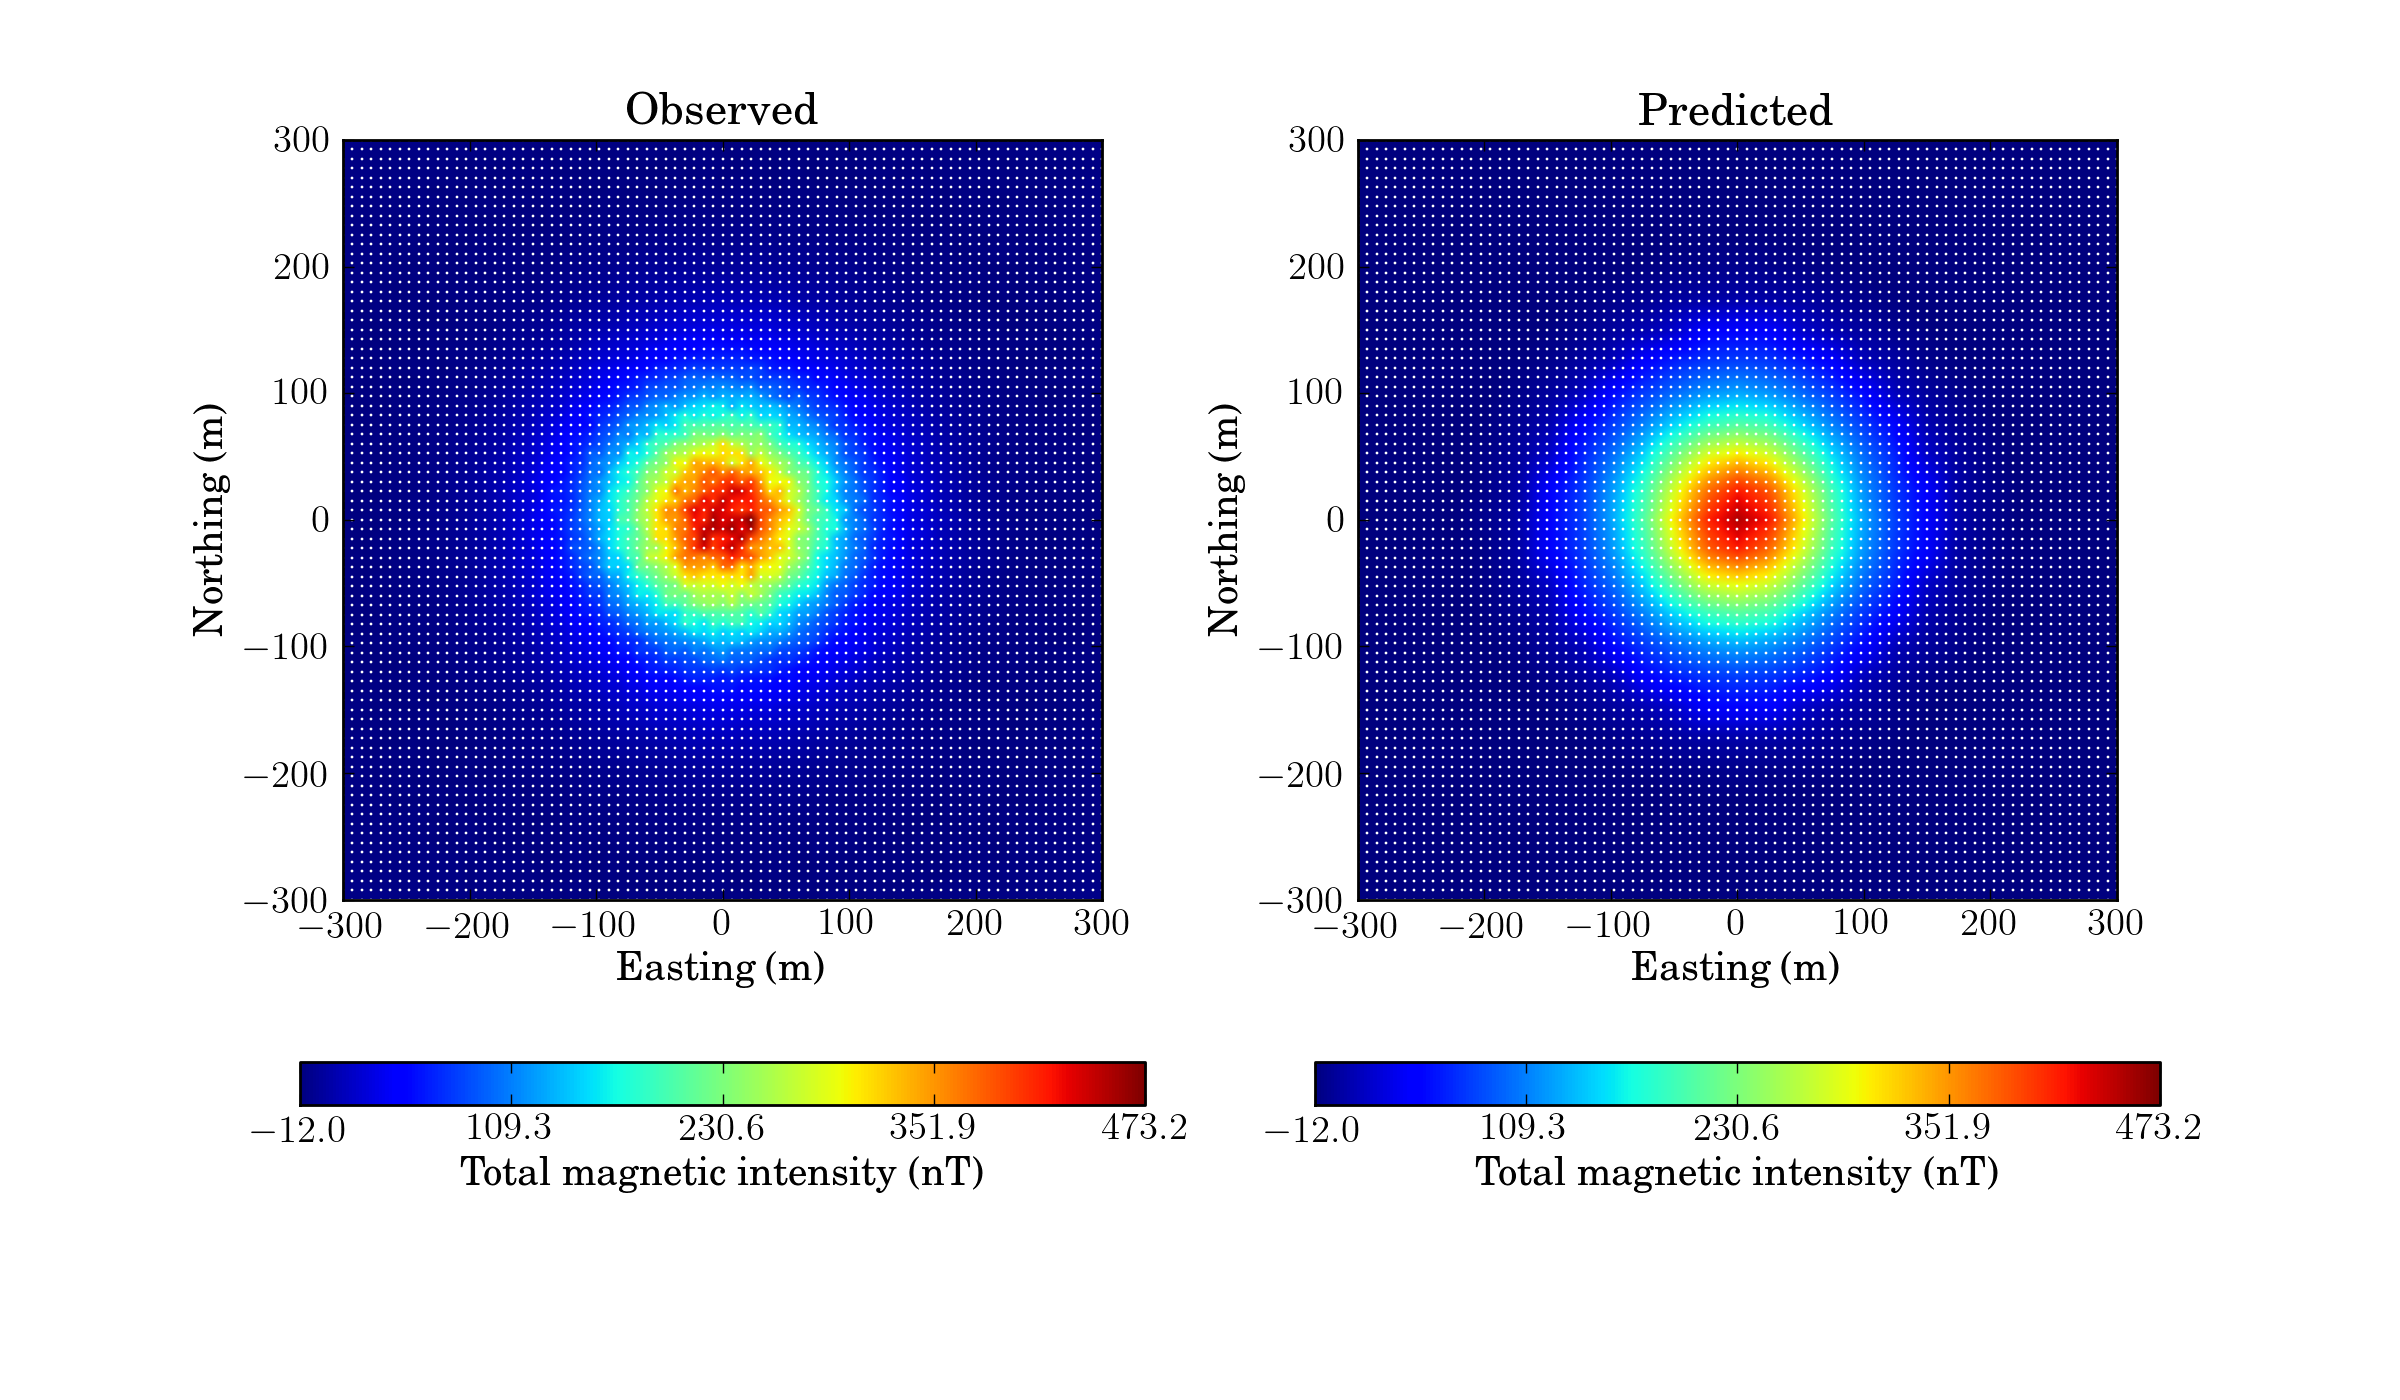 Observed
300
200
100
0
−100
−200
−300
Northing (m)
−300 −200 −100 0 100 200 300
Easting (m)
−12.0 109.3 230.6 351.9 473.2
Total magnetic intensity (nT)
Predicted
300
200
100
0
−100
−200
−300
Northing (m)
−300 −200 −100 0 100 200 300
Easting (m)
−12.0 109.3 230.6 351.9 473.2
Total magnetic intensity (nT)